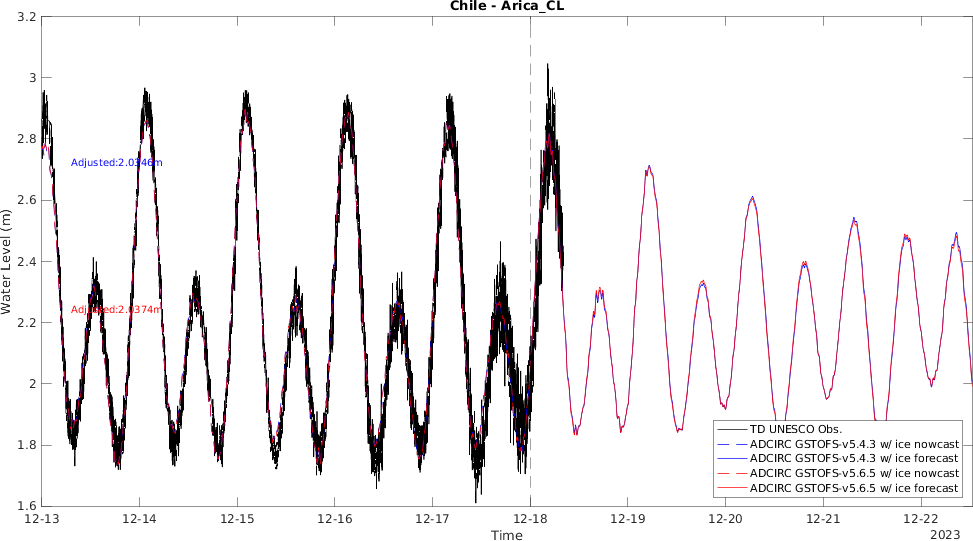 Chile - Arica_CL
3.2
3
2.8
2.6
2.4
2.2
2
1.8
1.6
Water Level (m)
Adjusted:2.0346m
Adjusted:2.0374m
TD UNESCO Obs.
ADCIRC GSTOFS-v5.4.3 w/ ice nowcast
ADCIRC GSTOFS-v5.4.3 w/ ice forecast
ADCIRC GSTOFS-v5.6.5 w/ ice nowcast
ADCIRC GSTOFS-v5.6.5 w/ ice forecast
12-13 12-14 12-15 12-16 12-17 12-18 12-19 12-20 12-21 12-22
Time
2023